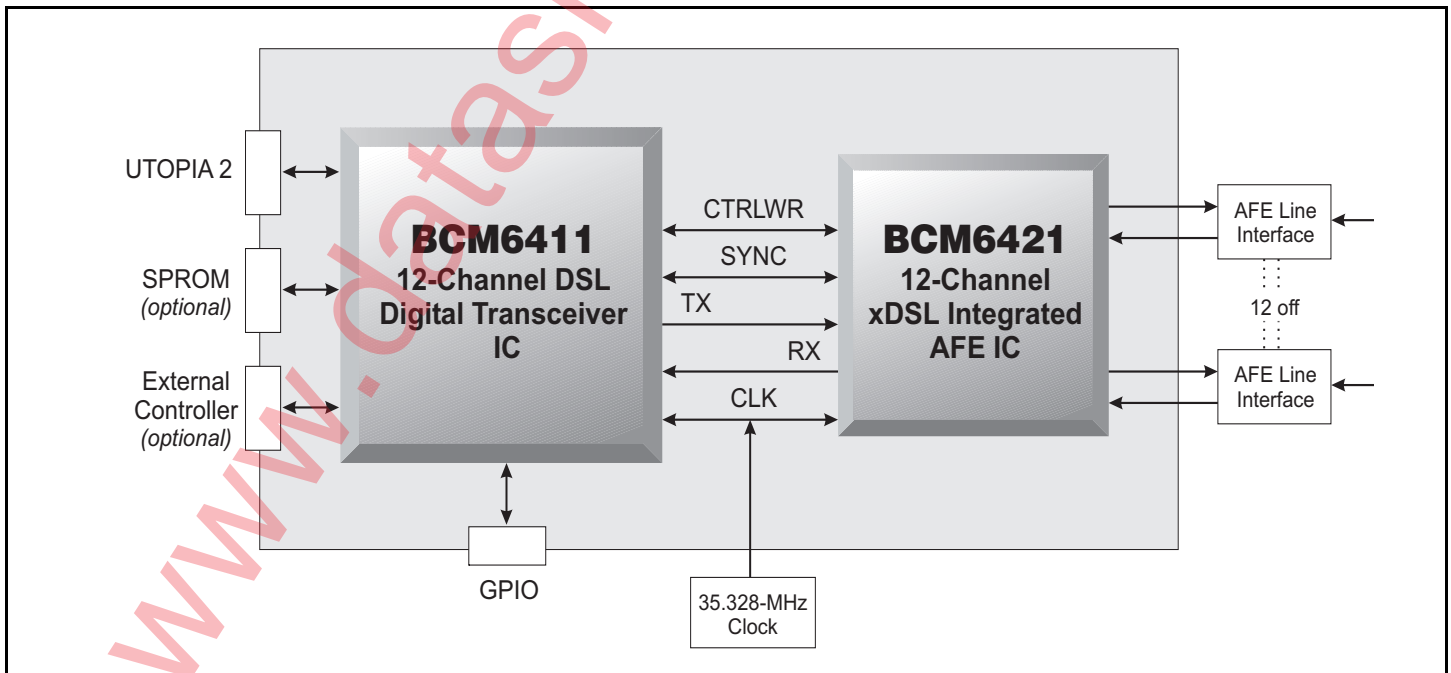 UTOPIA 2
SPROM
(optional)
External
Controller
(optional)
BCM6411
12-Channel DSL
Digital Transceiver
IC
CTRLWR
SYNC
TX
RX
CLK
BCM6421
12-Channel
xDSL Integrated
AFE IC
AFE Line
Interface
12 off
AFE Line
Interface
GPIO
35.328-MHz
Clock